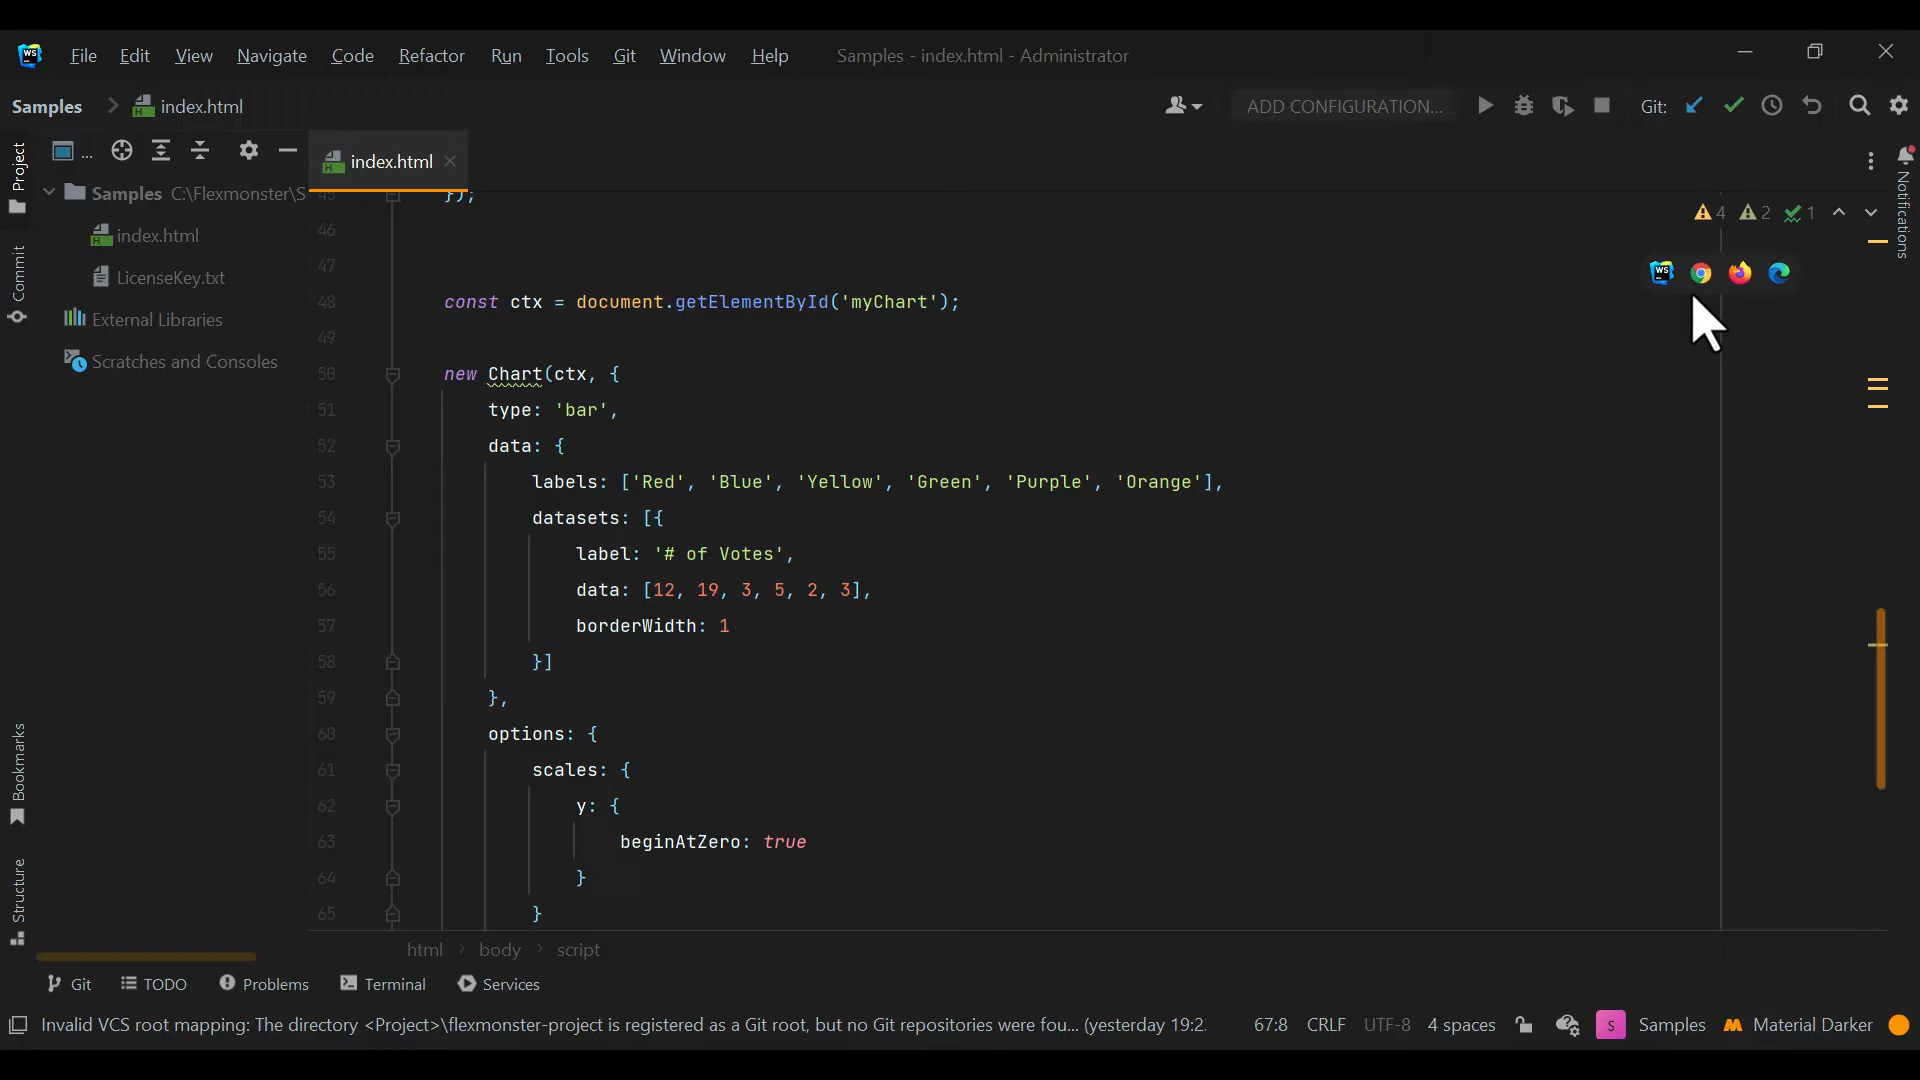 WS File Edit View Navigate Code Refactor Run Tools Git Window Help Samples - index.html - Administrator
Samples index.html ADD CONFIGURATION... Git:
Project
Commit
Bookmarks
Structure
...
Samples C:\Flexmonster\S
index.html
LicenseKey.txt
External Libraries
Scratches and Consoles
index.html
4 2 1
Notifications
WS
45 });
46
47
48 const ctx = document.getElementById('myChart');
49
50 new Chart(ctx, {
51 type: 'bar',
52 data: {
53 labels: ['Red', 'Blue', 'Yellow', 'Green', 'Purple', 'Orange'],
54 datasets: [{
55 label: '# of Votes',
56 data: [12, 19, 3, 5, 2, 3],
57 borderWidth: 1
58 }]
59 },
60 options: {
61 scales: {
62 y: {
63 beginAtZero: true
64 }
65 }
html body script
Git TODO Problems Terminal Services
Invalid VCS root mapping: The directory <Project>\flexmonster-project is registered as a Git root, but no Git repositories were fou... (yesterday 19:2 67:8 CRLF UTF-8 4 spaces S Samples Material Darker